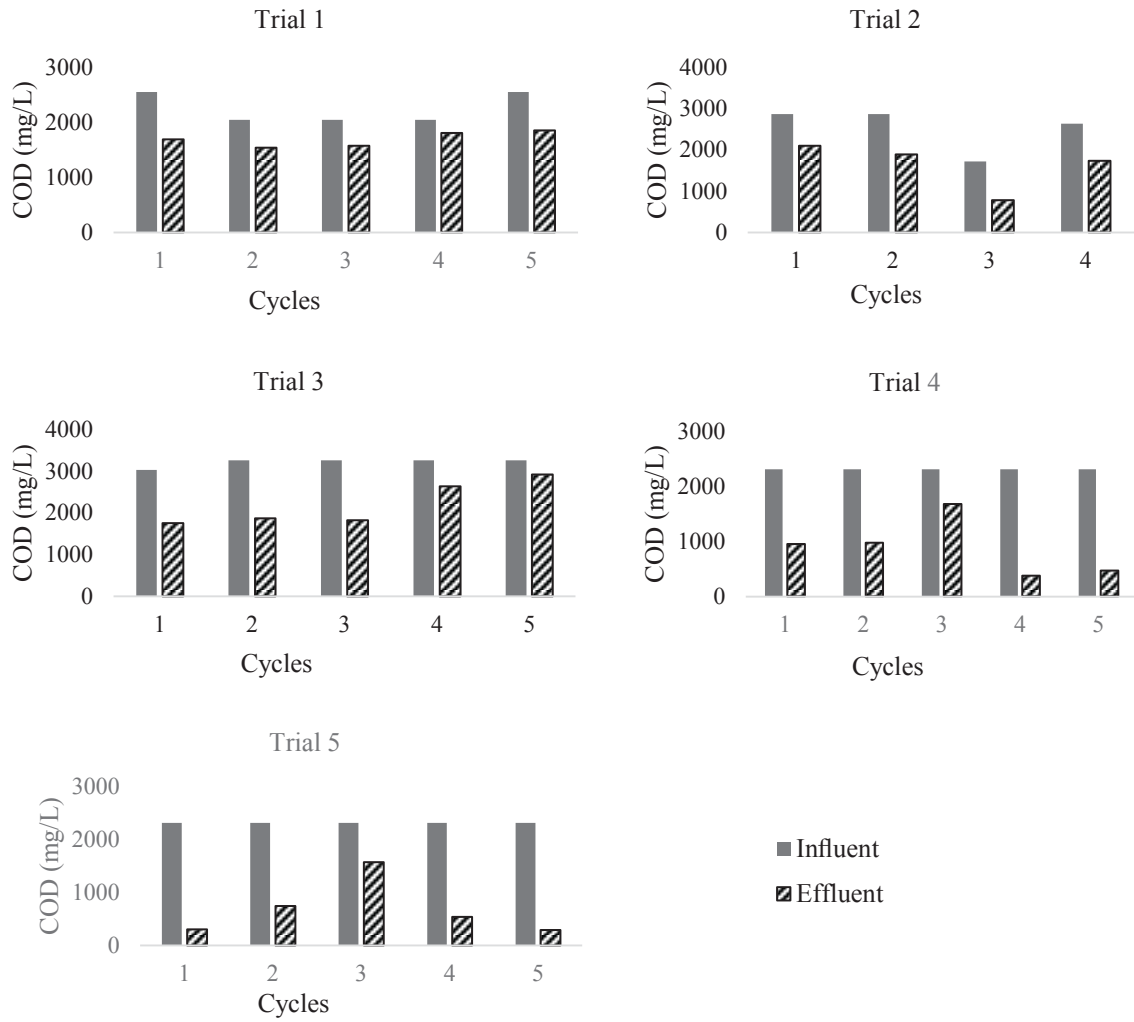 Trial 1
COD (mg/L)
3000
2000
1000
0
1 2 3 4 5
Cycles
Trial 2
COD (mg/L)
4000
3000
2000
1000
0
1 2 3 4
Cycles
Trial 3
COD (mg/L)
4000
3000
2000
1000
0
1 2 3 4 5
Cycles
Trial 4
COD (mg/L)
3000
2000
1000
0
1 2 3 4 5
Cycles
Trial 5
COD (mg/L)
3000
2000
1000
0
1 2 3 4 5
Cycles
Influent
Effluent